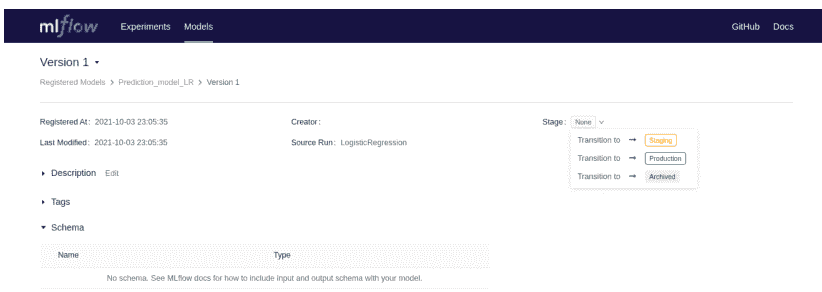 mlflow Experiments Models GitHub Docs
Version 1
Registered Models > Prediction_model_LR > Version 1
Registered At: 2021-10-03 23:05:35 Creator: Stage: None
Last Modified: 2021-10-03 23:05:35 Source Run: LogisticRegression Transition to → Staging
Transition to → Production
Description Edit Transition to → Archived
Tags
Schema
Name Type
No schema. See MLflow docs for how to include input and output schema with your model.